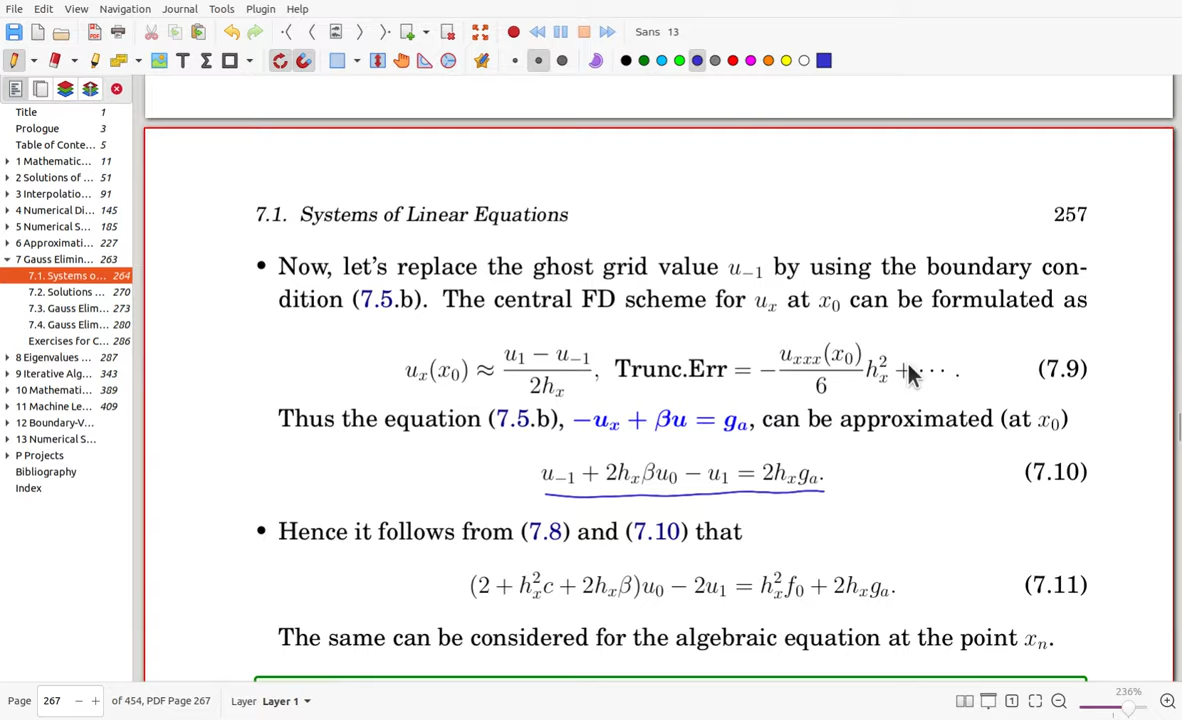 File Edit View Navigation Journal Tools Plugin Help
Sans 13
Title 1
Prologue 3
Table of Conte... 5
1 Mathematic... 11
2 Solutions of ... 51
3 Interpolatio... 91
4 Numerical Di... 145
5 Numerical S... 185
6 Approximati... 227
7 Gauss Elimin... 263
7.1. Systems o... 264
7.2. Solutions ... 270
7.3. Gauss Elim... 273
7.4. Gauss Elim... 280
Exercises for C... 286
8 Eigenvalues ... 287
9 Iterative Alg... 343
10 Mathemati... 389
11 Machine Le... 409
12 Boundary-V...
13 Numerical S...
P Projects
Bibliography
Index
7.1. Systems of Linear Equations 257
• Now, let's replace the ghost grid value u₋₁ by using the boundary con-
dition (7.5.b). The central FD scheme for uₓ at x₀ can be formulated as
uₓ(x₀) ≈ (u₁ − u₋₁)/(2hₓ), Trunc.Err = −(uₓₓₓ(x₀)/6)hₓ² + ⋯. (7.9)
Thus the equation (7.5.b), −uₓ + βu = gₐ, can be approximated (at x₀)
u₋₁ + 2hₓβu₀ − u₁ = 2hₓgₐ. (7.10)
• Hence it follows from (7.8) and (7.10) that
(2 + hₓ²c + 2hₓβ)u₀ − 2u₁ = hₓ²f₀ + 2hₓgₐ. (7.11)
The same can be considered for the algebraic equation at the point xₙ.
Page 267 − + of 454, PDF Page 267 Layer Layer 1 236%